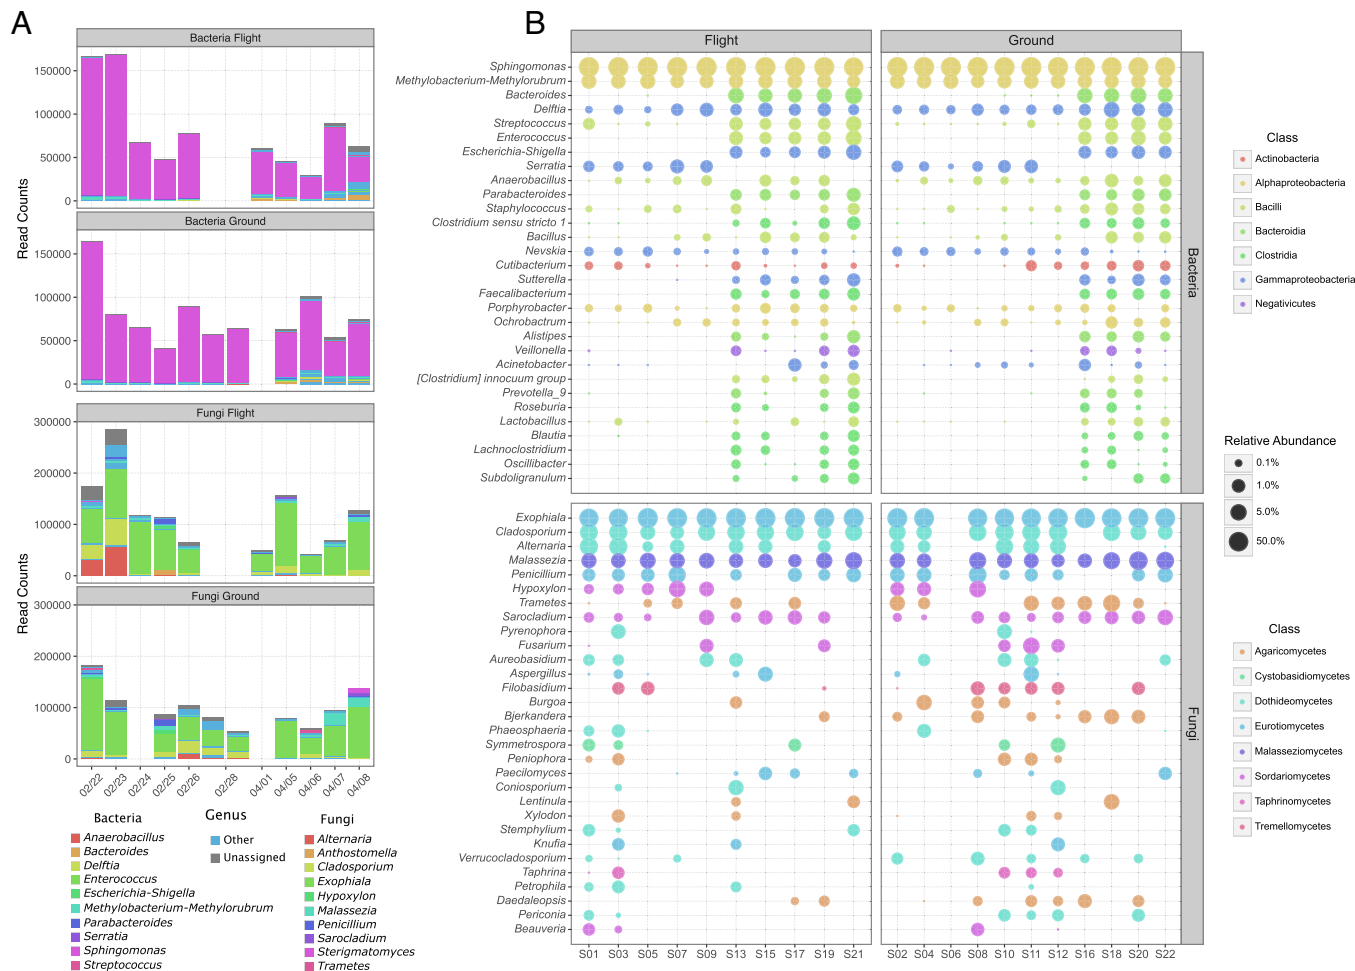 A
Bacteria Flight
150000
100000
50000
0
Bacteria Ground
150000
100000
50000
0
Read Counts
Fungi Flight
300000
200000
100000
0
Fungi Ground
300000
200000
100000
0
Read Counts
02/22
02/23
02/24
02/25
02/26
02/28
04/01
04/05
04/06
04/07
04/08
Genus
Bacteria
Anaerobacillus
Bacteroides
Delftia
Enterococcus
Escherichia-Shigella
Methylobacterium-Methylorubrum
Parabacteroides
Serratia
Sphingomonas
Streptococcus
Other
Unassigned
Fungi
Alternaria
Anthostomella
Cladosporium
Exophiala
Hypoxylon
Malassezia
Penicillium
Sarocladium
Sterigmatomyces
Trametes
B
Flight
Ground
Sphingomonas
Methylobacterium-Methylorubrum
Bacteroides
Delftia
Streptococcus
Enterococcus
Escherichia-Shigella
Serratia
Anaerobacillus
Parabacteroides
Staphylococcus
Clostridium sensu stricto 1
Bacillus
Nevskia
Cutibacterium
Sutterella
Faecalibacterium
Porphyrobacter
Ochrobactrum
Alistipes
Veillonella
Acinetobacter
[Clostridium] innocuum group
Prevotella_9
Roseburia
Lactobacillus
Blautia
Lachnoclostridium
Oscillibacter
Subdoligranulum
Bacteria
Exophiala
Cladosporium
Alternaria
Malassezia
Penicillium
Hypoxylon
Trametes
Sarocladium
Pyrenophora
Fusarium
Aureobasidium
Aspergillus
Filobasidium
Burgoa
Bjerkandera
Phaeosphaeria
Symmetrospora
Peniophora
Paecilomyces
Coniosporium
Lentinula
Xylodon
Stemphylium
Knufia
Verrucocladosporium
Taphrina
Petrophila
Daedaleopsis
Periconia
Beauveria
Fungi
S01 S03 S05 S07 S09 S13 S15 S17 S19 S21
S02 S04 S06 S08 S10 S11 S12 S16 S18 S20 S22
Class
Actinobacteria
Alphaproteobacteria
Bacilli
Bacteroidia
Clostridia
Gammaproteobacteria
Negativicutes
Relative Abundance
0.1%
1.0%
5.0%
50.0%
Class
Agaricomycetes
Cystobasidiomycetes
Dothideomycetes
Eurotiomycetes
Malasseziomycetes
Sordariomycetes
Taphrinomycetes
Tremellomycetes